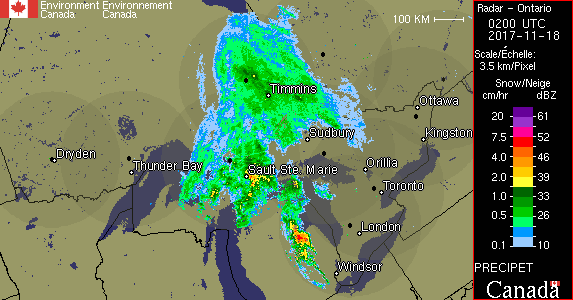 Environment Environnement
Canada Canada
100 KM
Timmins
Ottawa
Sudbury
Kingston
Dryden
Thunder Bay
Sault Ste. Marie
Orillia
Toronto
London
Windsor
Radar - Ontario
0200 UTC
2017-11-18
Scale/Échelle:
3.5 km/Pixel
Snow/Neige
cm/hr dBZ
20 61
7.5 52
4.0 46
2.0 39
1.0 33
0.5 26
0.1 10
PRECIPET
Canada